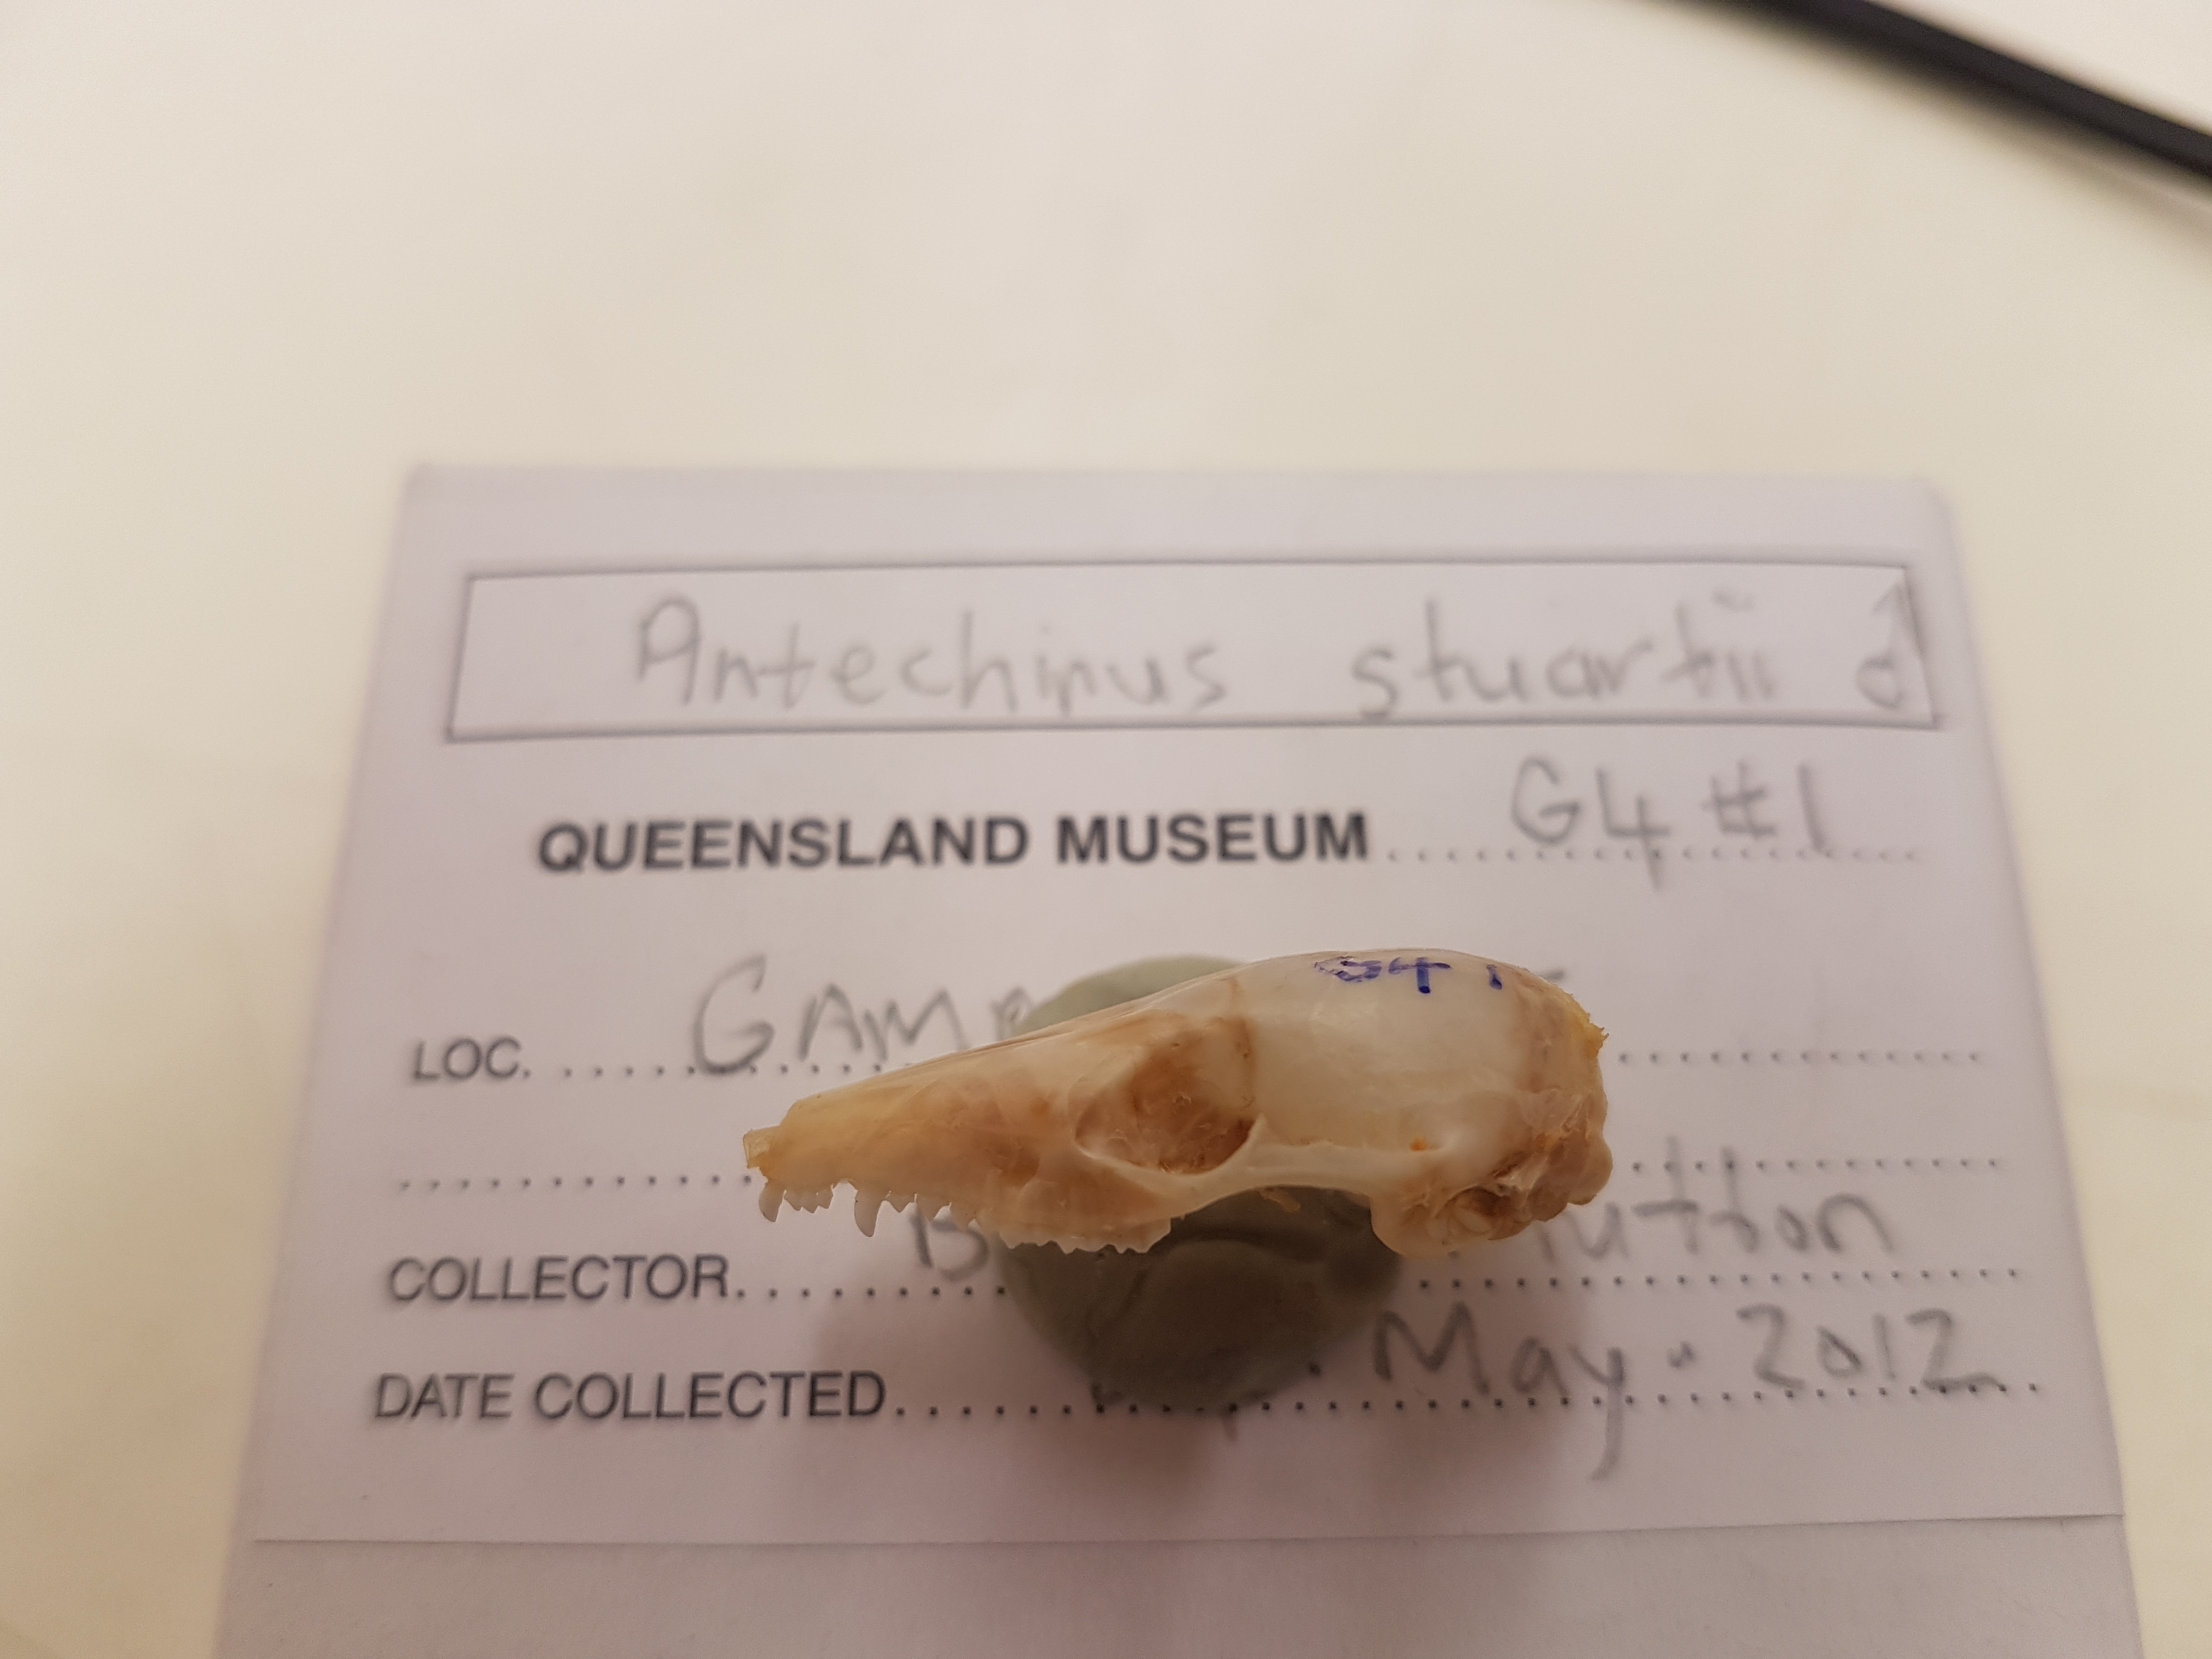 Antechinus stuartii ♂
QUEENSLAND MUSEUM.....G4 #1
LOC. .....
COLLECTOR.
DATE COLLECTED. ..... May. 2012
G4 1